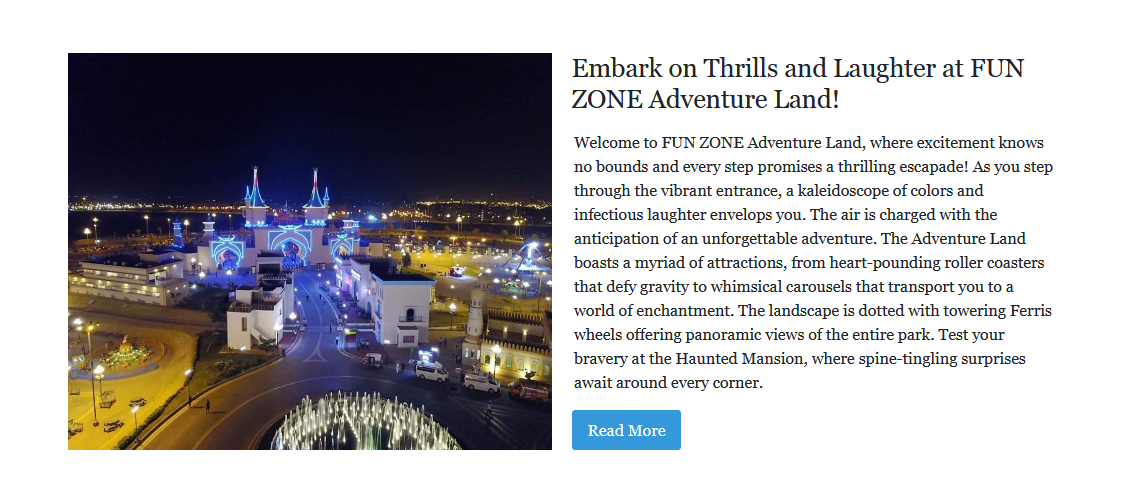 Embark on Thrills and Laughter at FUN
ZONE Adventure Land!
Welcome to FUN ZONE Adventure Land, where excitement knows
no bounds and every step promises a thrilling escapade! As you step
through the vibrant entrance, a kaleidoscope of colors and
infectious laughter envelops you. The air is charged with the
anticipation of an unforgettable adventure. The Adventure Land
boasts a myriad of attractions, from heart-pounding roller coasters
that defy gravity to whimsical carousels that transport you to a
world of enchantment. The landscape is dotted with towering Ferris
wheels offering panoramic views of the entire park. Test your
bravery at the Haunted Mansion, where spine-tingling surprises
await around every corner.
Read More